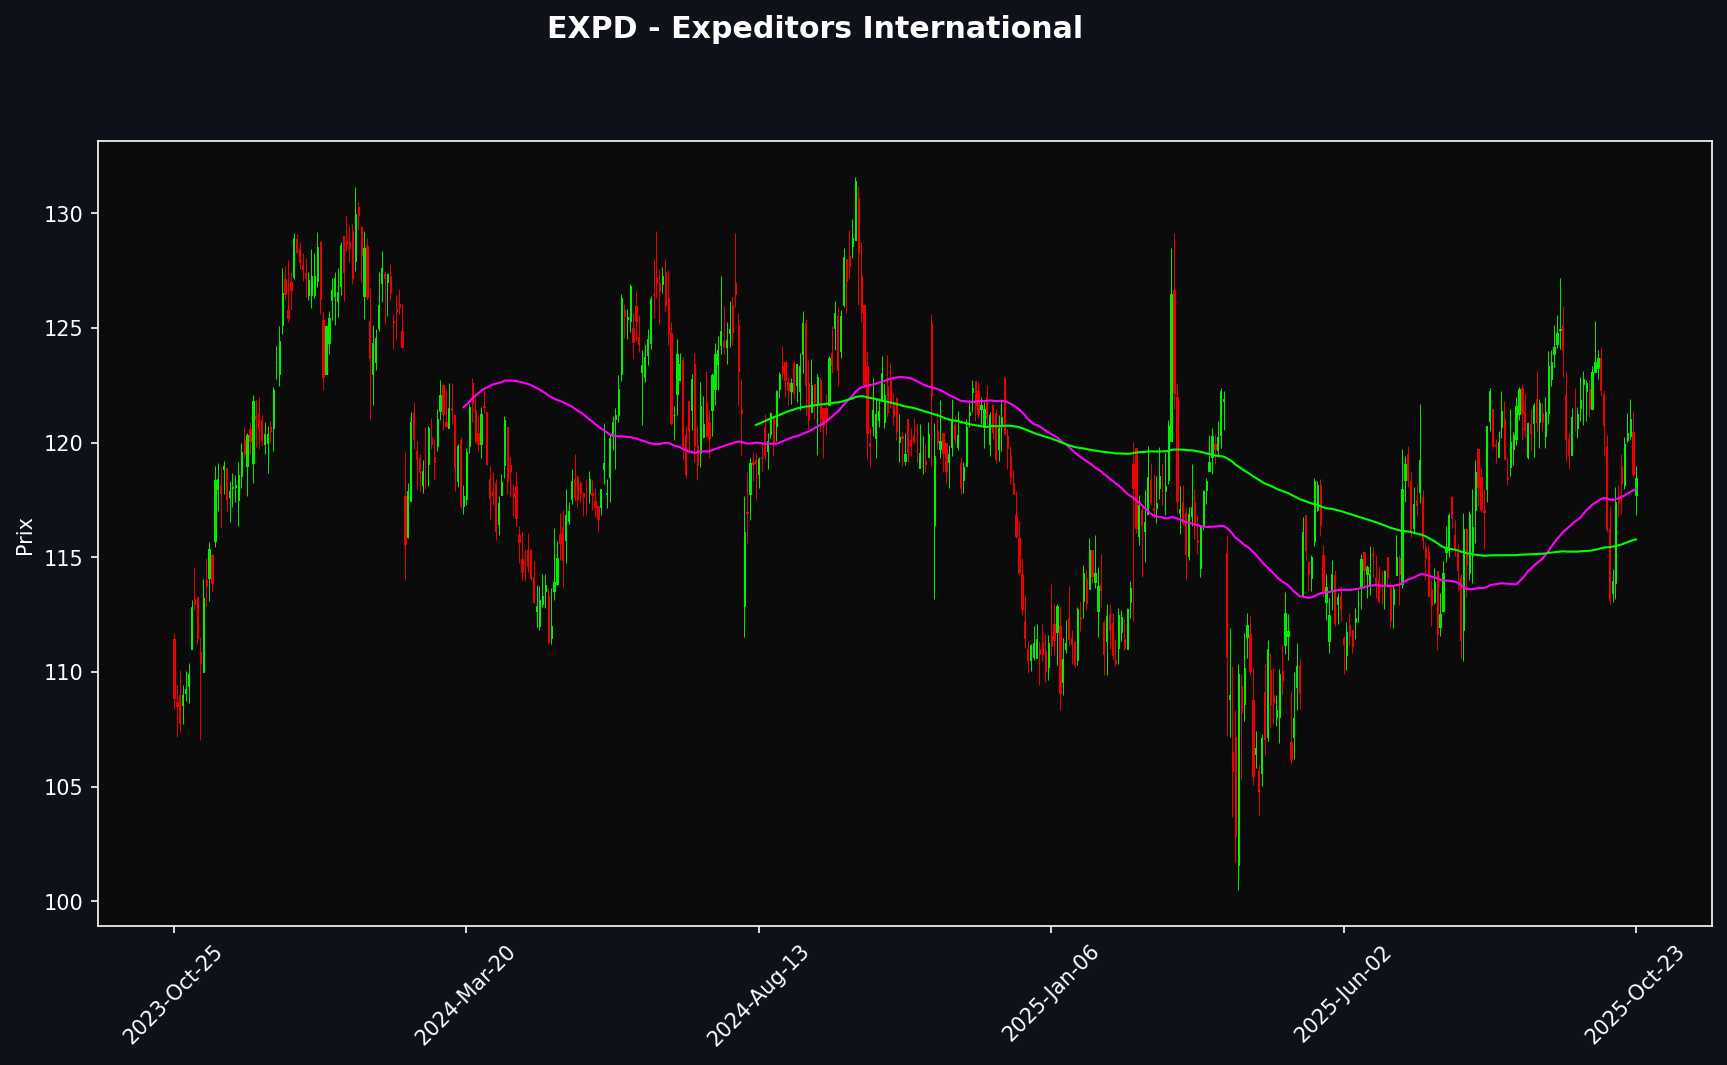 EXPD - Expeditors International
Prix
130
125
120
115
110
105
100
2023-Oct-25
2024-Mar-20
2024-Aug-13
2025-Jan-06
2025-Jun-02
2025-Oct-23